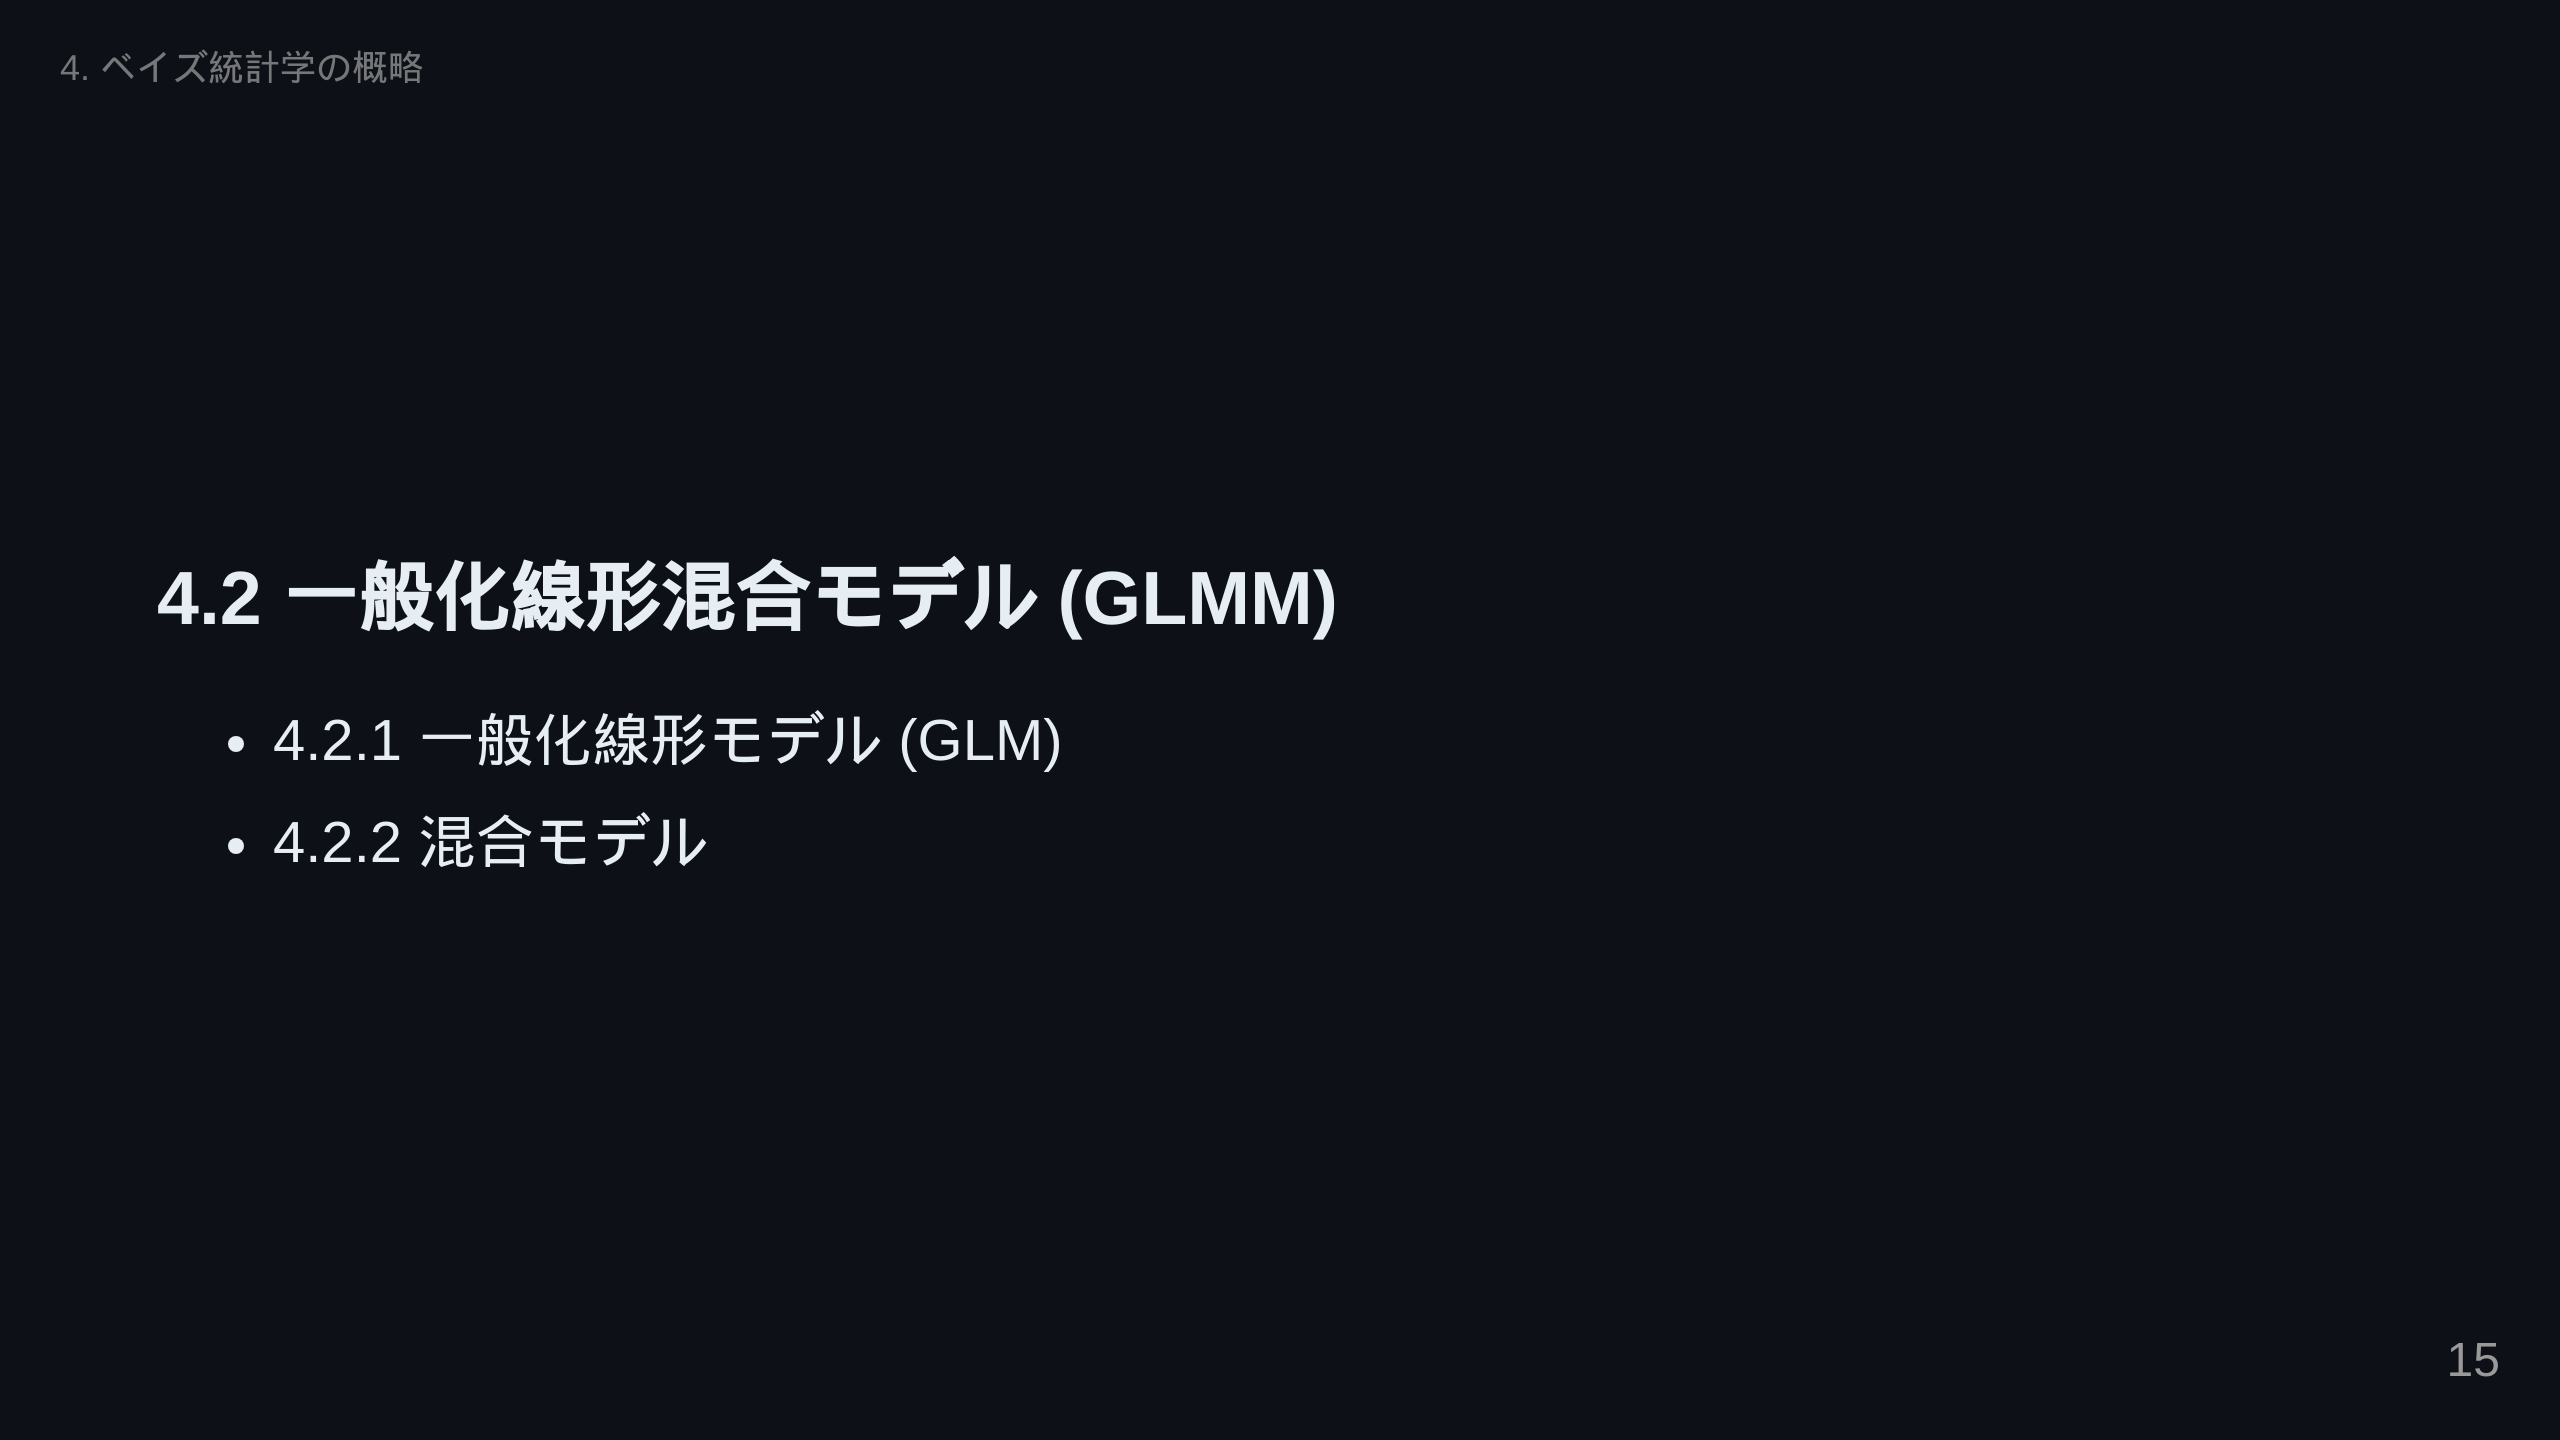 4. ベイズ統計学の概略
4.2 一般化線形混合モデル (GLMM)
• 4.2.1 一般化線形モデル (GLM)
• 4.2.2 混合モデル
15